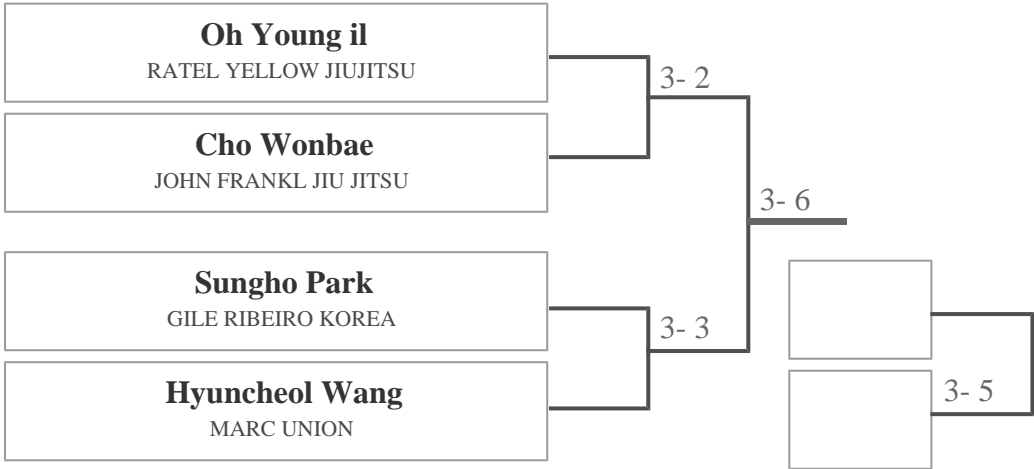 Oh Young il
RATEL YELLOW JIUJITSU
3- 2
Cho Wonbae
JOHN FRANKL JIU JITSU
3- 6
Sungho Park
GILE RIBEIRO KOREA
3- 3
Hyuncheol Wang
MARC UNION
3- 5